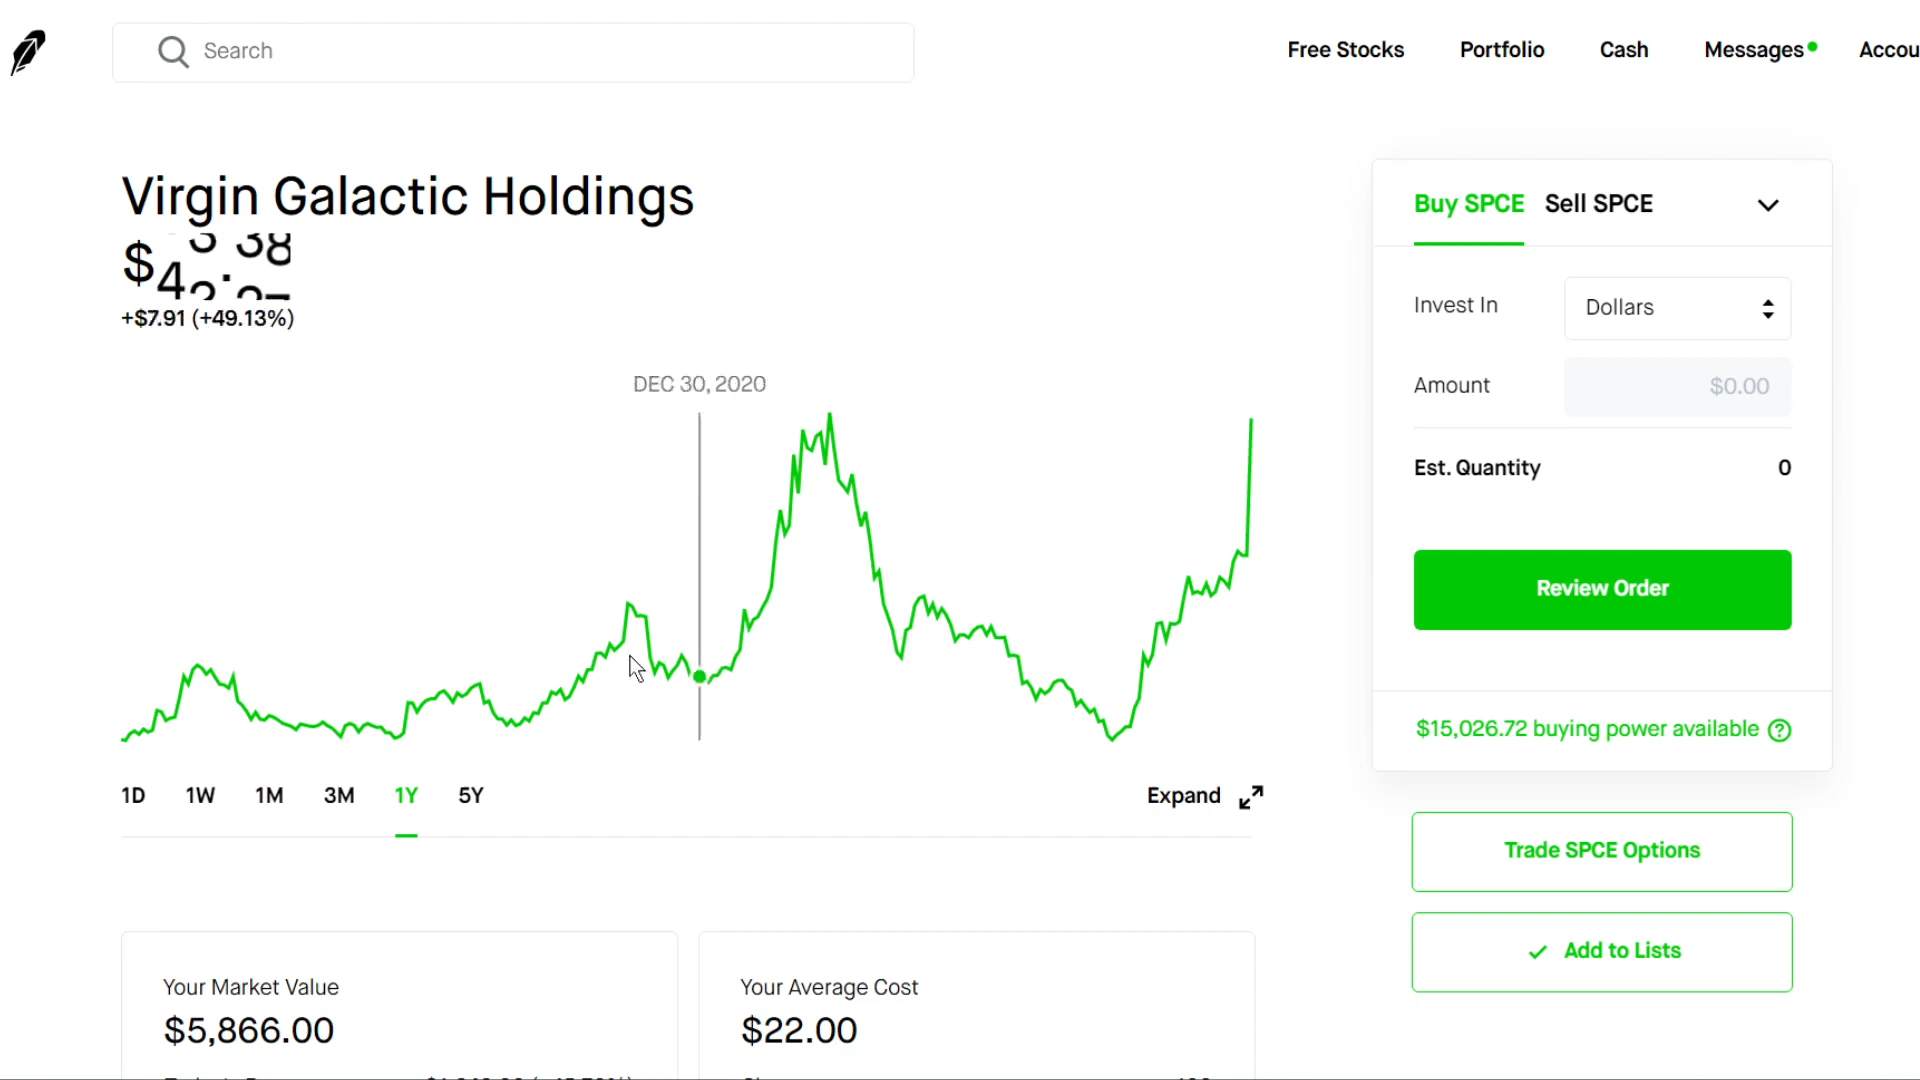 Search
Free Stocks
Portfolio
Cash
Messages
Accou
Virgin Galactic Holdings
$
+$7.91 (+49.13%)
DEC 30, 2020
1D
1W
1M
3M
1Y
5Y
Expand
Your Market Value
$5,866.00
Your Average Cost
$22.00
Buy SPCE
Sell SPCE
Invest In
Dollars
Amount
$0.00
Est. Quantity
0
Review Order
$15,026.72 buying power available
Trade SPCE Options
Add to Lists